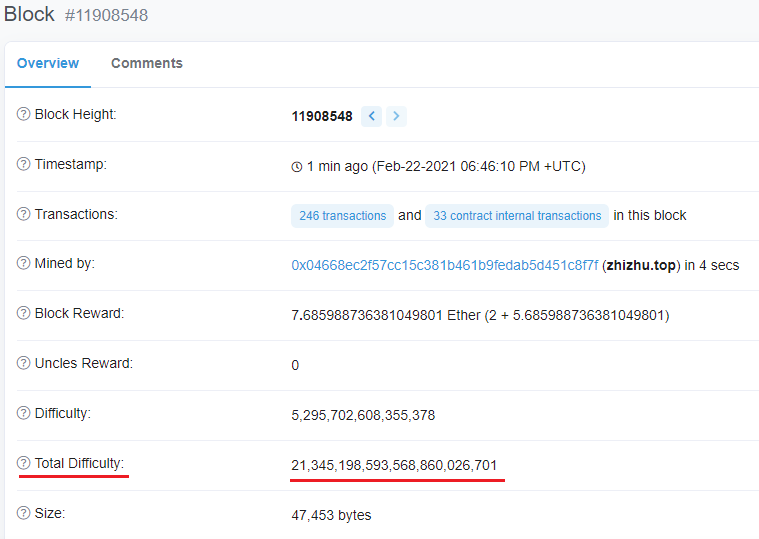 Block #11908548
Overview Comments
Block Height: 11908548
Timestamp: 1 min ago (Feb-22-2021 06:46:10 PM +UTC)
Transactions: 246 transactions and 33 contract internal transactions in this block
Mined by: 0x04668ec2f57cc15c381b461b9fedab5d451c8f7f (zhizhu.top) in 4 secs
Block Reward: 7.685988736381049801 Ether (2 + 5.685988736381049801)
Uncles Reward: 0
Difficulty: 5,295,702,608,355,378
Total Difficulty: 21,345,198,593,568,860,026,701
Size: 47,453 bytes